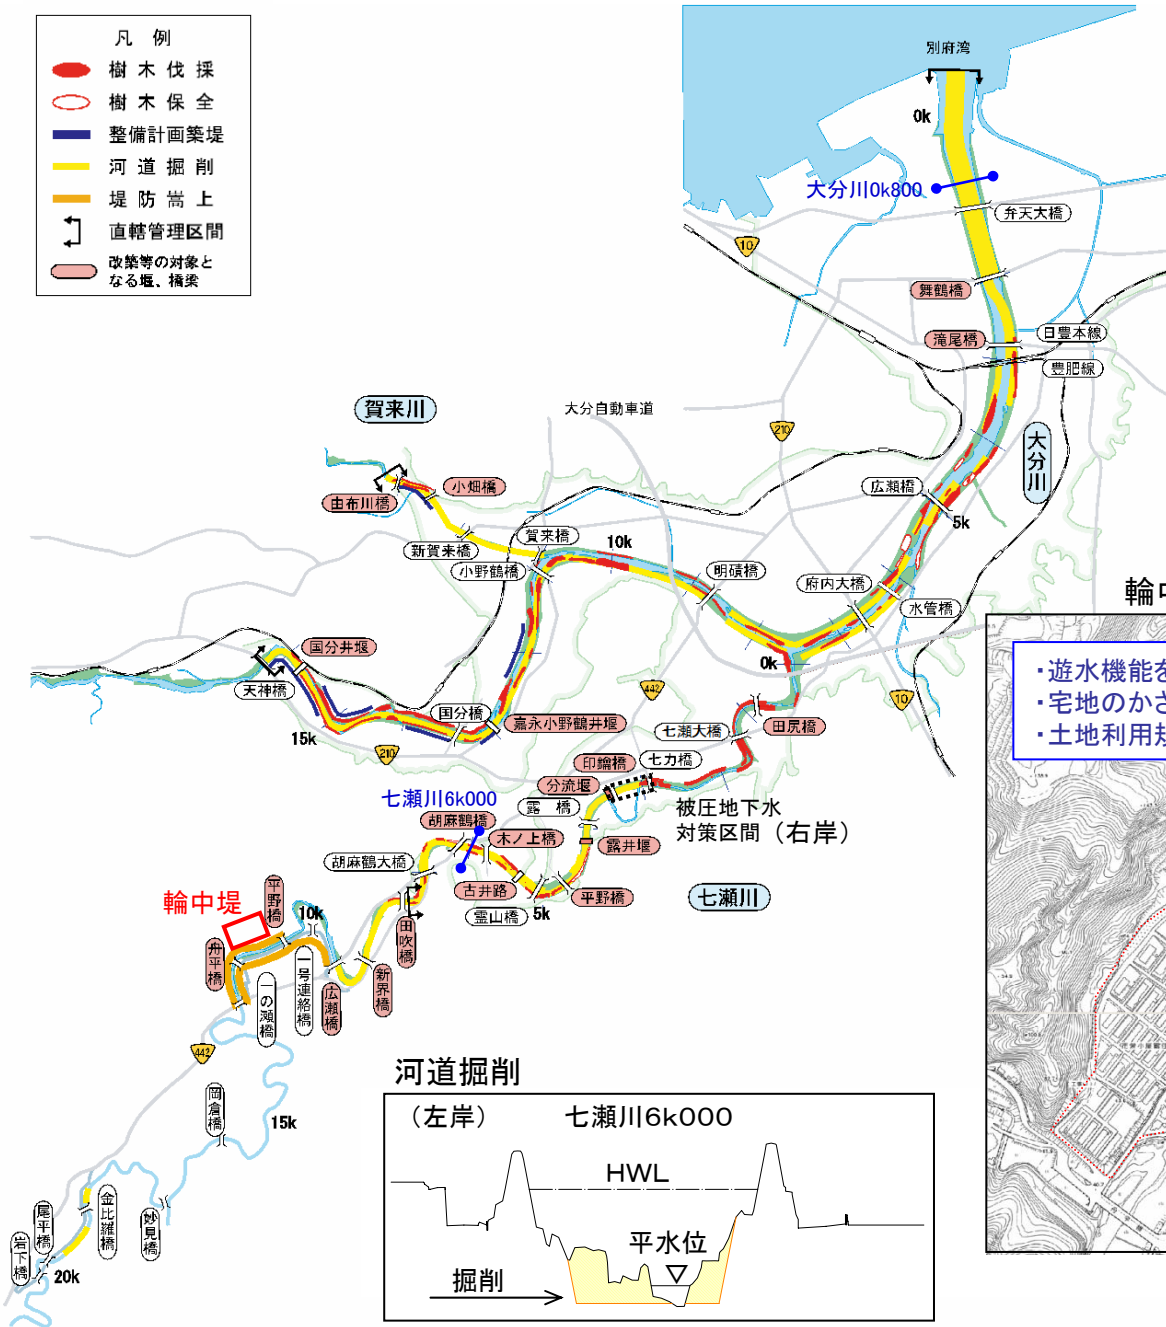 凡 例
樹 木 伐 採
樹 木 保 全
整備計画築堤
河 道 掘 削
堤 防 嵩 上
直轄管理区間
改築等の対象と
なる堰、橋梁
別府湾
0k
大分川0k800
弁天大橋
10
舞鶴橋
滝尾橋
日豊本線
豊肥線
賀来川
大分自動車道
210
大分川
由布川橋
小畑橋
広瀬橋
5k
新賀来橋
賀来橋
10k
小野鶴橋
明磧橋
府内大橋
水管橋
輪中
国分井堰
天神橋
0k
442
10
・遊水機能を
・宅地のかさ
・土地利用規
15k
国分橋
嘉永小野鶴井堰
210
七瀬大橋
田尻橋
印鑰橋
七力橋
分流堰
七瀬川6k000
露 橋
被圧地下水
対策区間（右岸）
胡麻鶴橋
木ノ上橋
露井堰
胡麻鶴大橋
古井路
平野橋
七瀬川
霊山橋
5k
輪中堤
平野橋
10k
田吹橋
舟平橋
一の瀬橋
一号連絡橋
広瀬橋
新界橋
442
岡倉橋
15k
金比羅橋
妙見橋
尾平橋
岩下橋
20k
河道掘削
（左岸）
七瀬川6k000
HWL
平水位
掘削